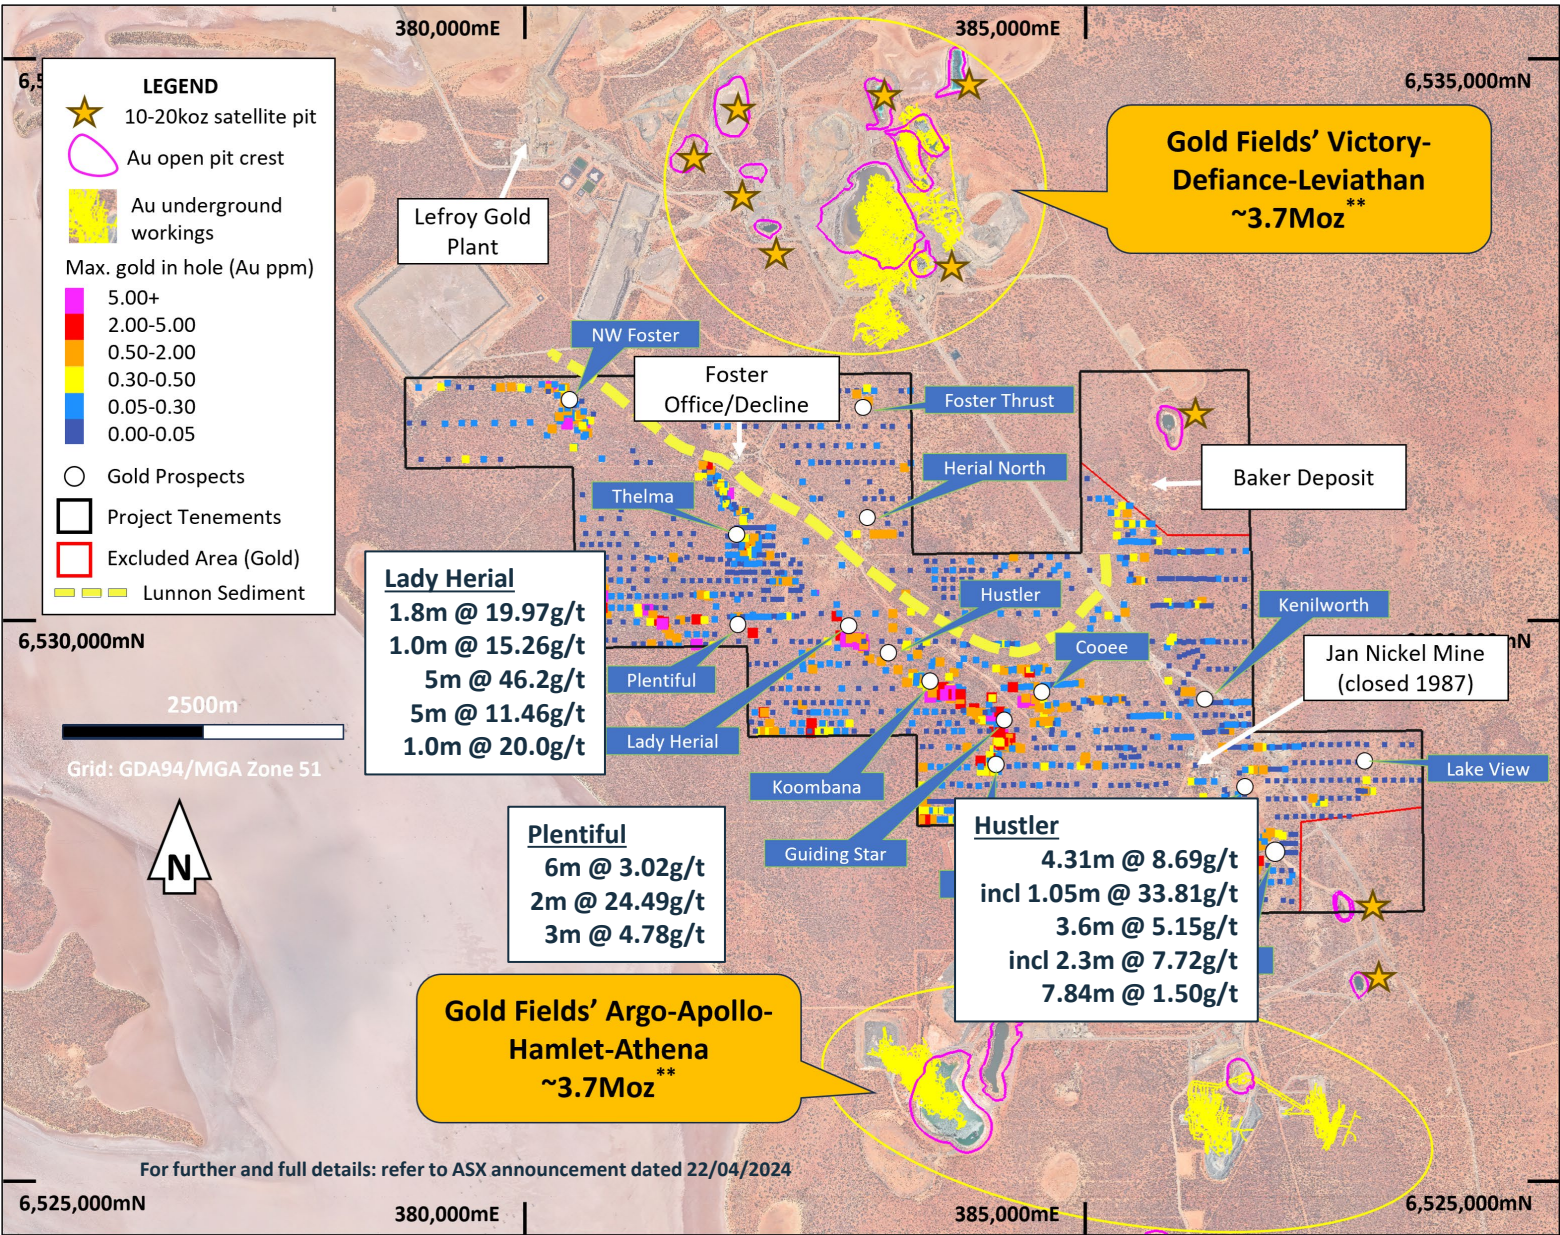 380,000mE
385,000mE
6,5
6,535,000mN
LEGEND
10-20koz satellite pit
Au open pit crest
Au underground
workings
Max. gold in hole (Au ppm)
5.00+
2.00-5.00
0.50-2.00
0.30-0.50
0.05-0.30
0.00-0.05
Gold Prospects
Project Tenements
Excluded Area (Gold)
Lunnon Sediment
Lefroy Gold
Plant
Gold Fields' Victory-
Defiance-Leviathan
~3.7Moz**
NW Foster
Foster
Office/Decline
Foster Thrust
Herial North
Baker Deposit
Thelma
Lady Herial
1.8m @ 19.97g/t
1.0m @ 15.26g/t
5m @ 46.2g/t
5m @ 11.46g/t
1.0m @ 20.0g/t
Hustler
Kenilworth
Cooee
6,530,000mN
mN
Jan Nickel Mine
(closed 1987)
Plentiful
Lady Herial
2500m
Grid: GDA94/MGA Zone 51
Koombana
Lake View
Guiding Star
N
Plentiful
6m @ 3.02g/t
2m @ 24.49g/t
3m @ 4.78g/t
Hustler
4.31m @ 8.69g/t
incl 1.05m @ 33.81g/t
3.6m @ 5.15g/t
incl 2.3m @ 7.72g/t
7.84m @ 1.50g/t
Gold Fields' Argo-Apollo-
Hamlet-Athena
~3.7Moz**
For further and full details: refer to ASX announcement dated 22/04/2024
6,525,000mN
380,000mE
385,000mE
6,525,000mN